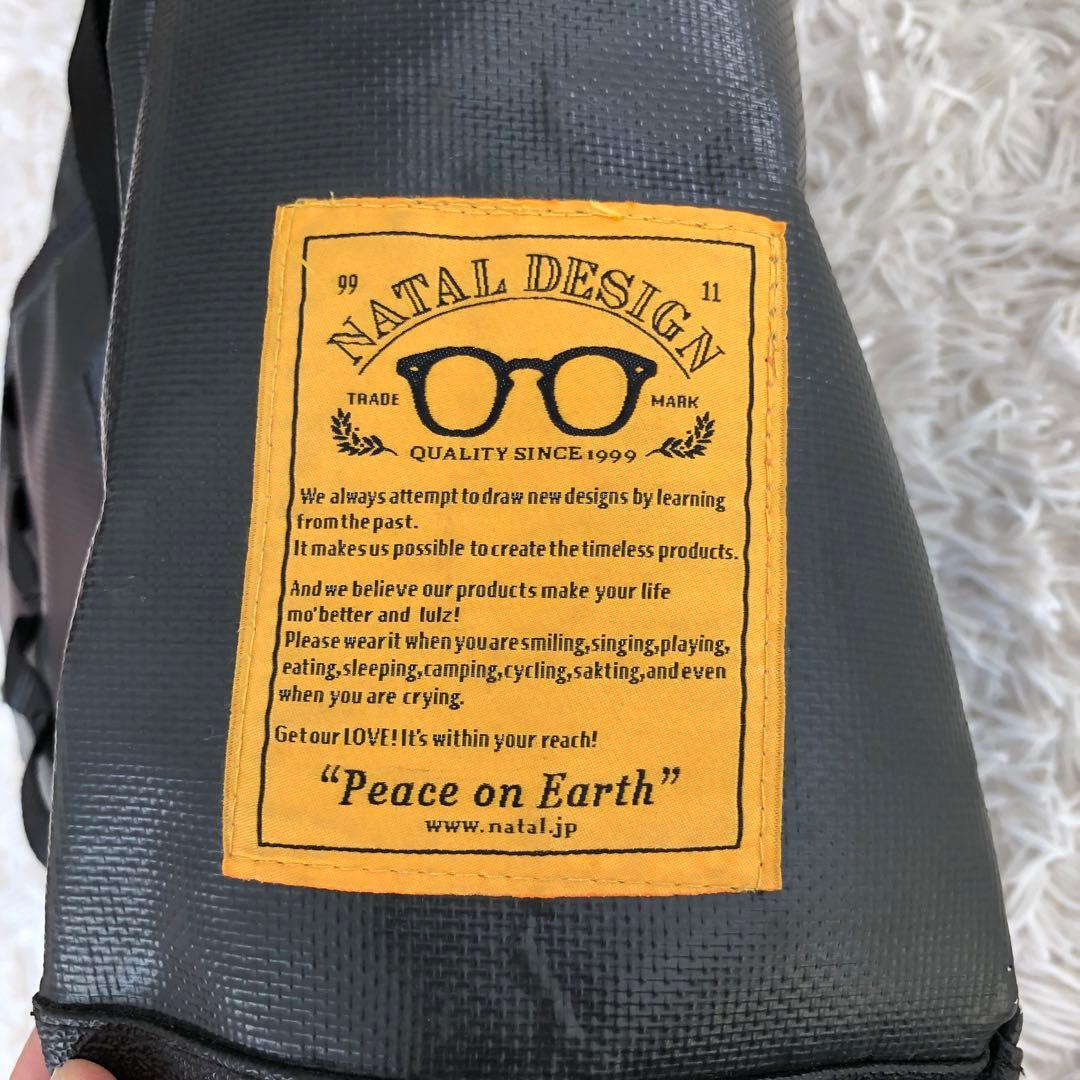 99 NATAL DESIGN 11
TRADE MARK
QUALITY SINCE 1999
We always attempt to draw new designs by learning
from the past.
It makes us possible to create the timeless products.
And we believe our products make your life
mo'better and lulz!
Please wear it when you are smiling,singing,playing,
eating,sleeping,camping,cycling,sakting,and even
when you are crying.
Get our LOVE! It's within your reach!
“Peace on Earth”
www.natal.jp